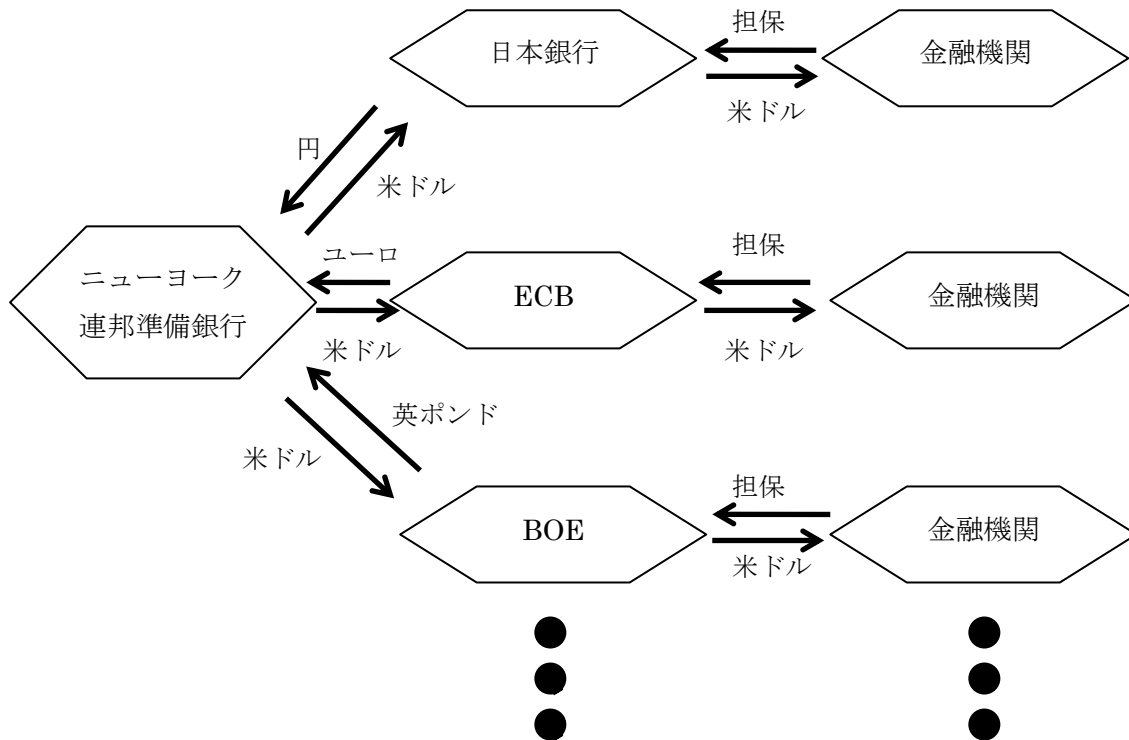 担保
日本銀行
金融機関
米ドル
円
米ドル
ユーロ
担保
ニューヨーク
連邦準備銀行
ECB
金融機関
米ドル
米ドル
英ポンド
米ドル
担保
BOE
金融機関
米ドル